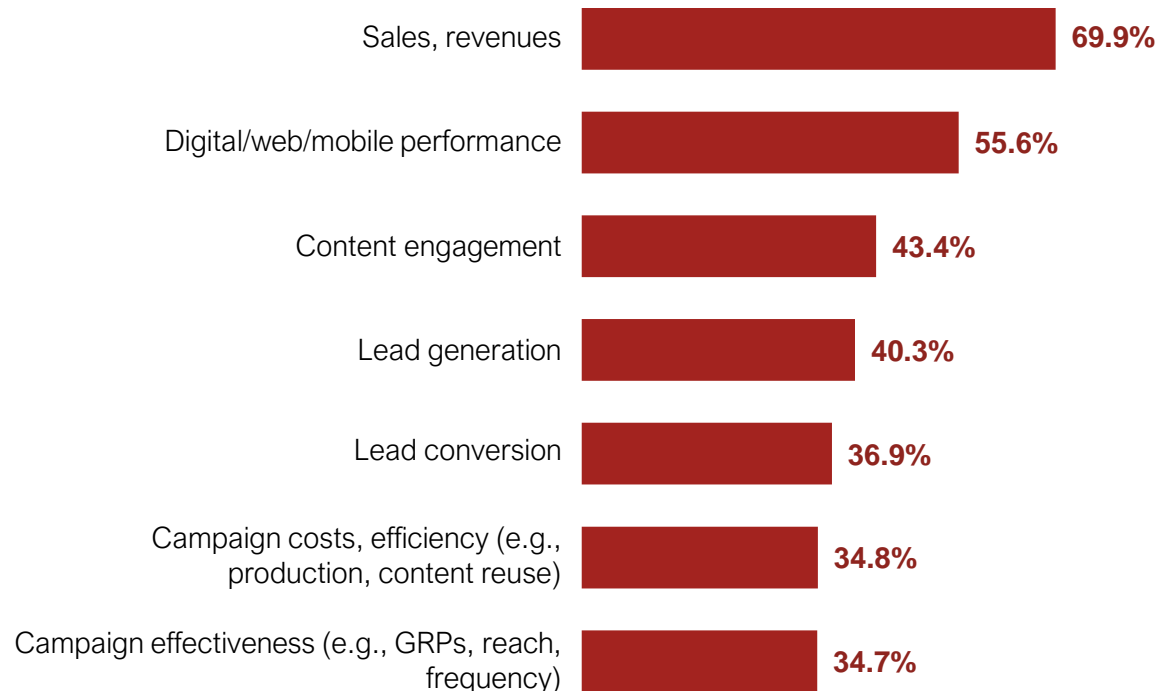 Sales, revenues
69.9%
Digital/web/mobile performance
55.6%
Content engagement
43.4%
Lead generation
40.3%
Lead conversion
36.9%
Campaign costs, efficiency (e.g.,
production, content reuse)
34.8%
Campaign effectiveness (e.g., GRPs, reach,
frequency)
34.7%